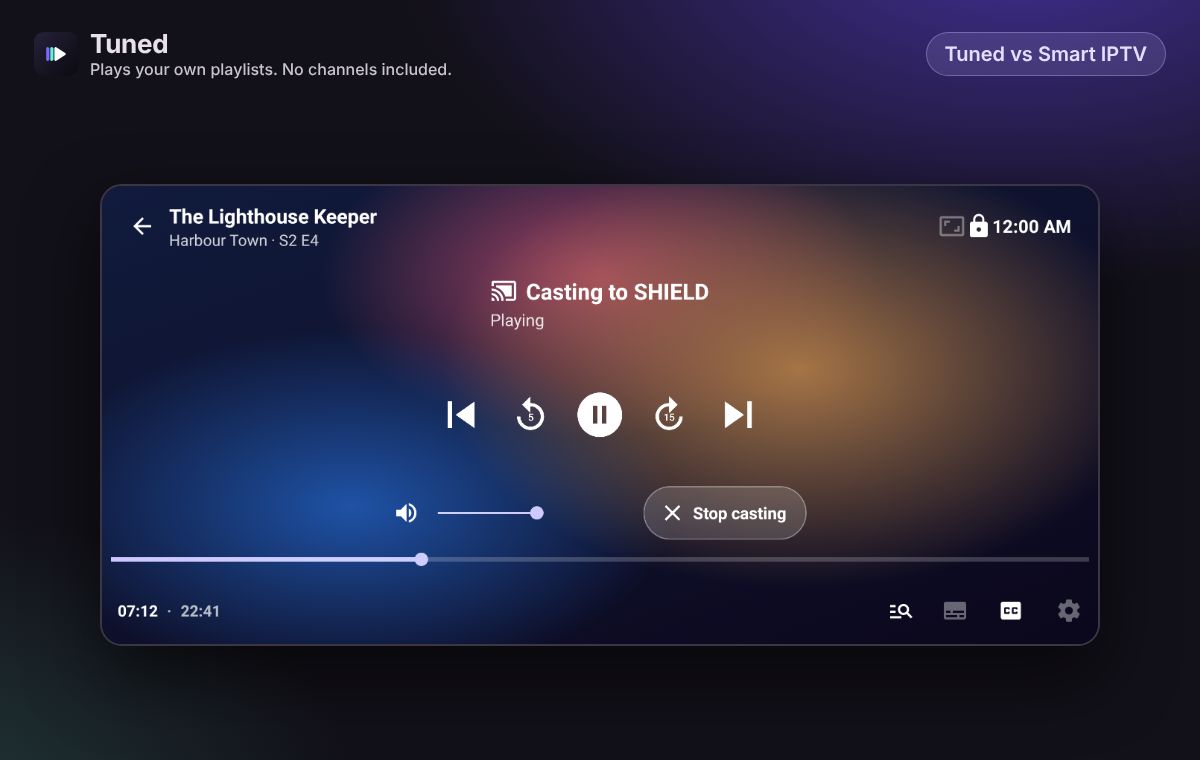 Tuned
Plays your own playlists. No channels included.
Tuned vs Smart IPTV
The Lighthouse Keeper
Harbour Town · S2 E4
12:00 AM
Casting to SHIELD
Playing
5
15
Stop casting
07:12 · 22:41
CC